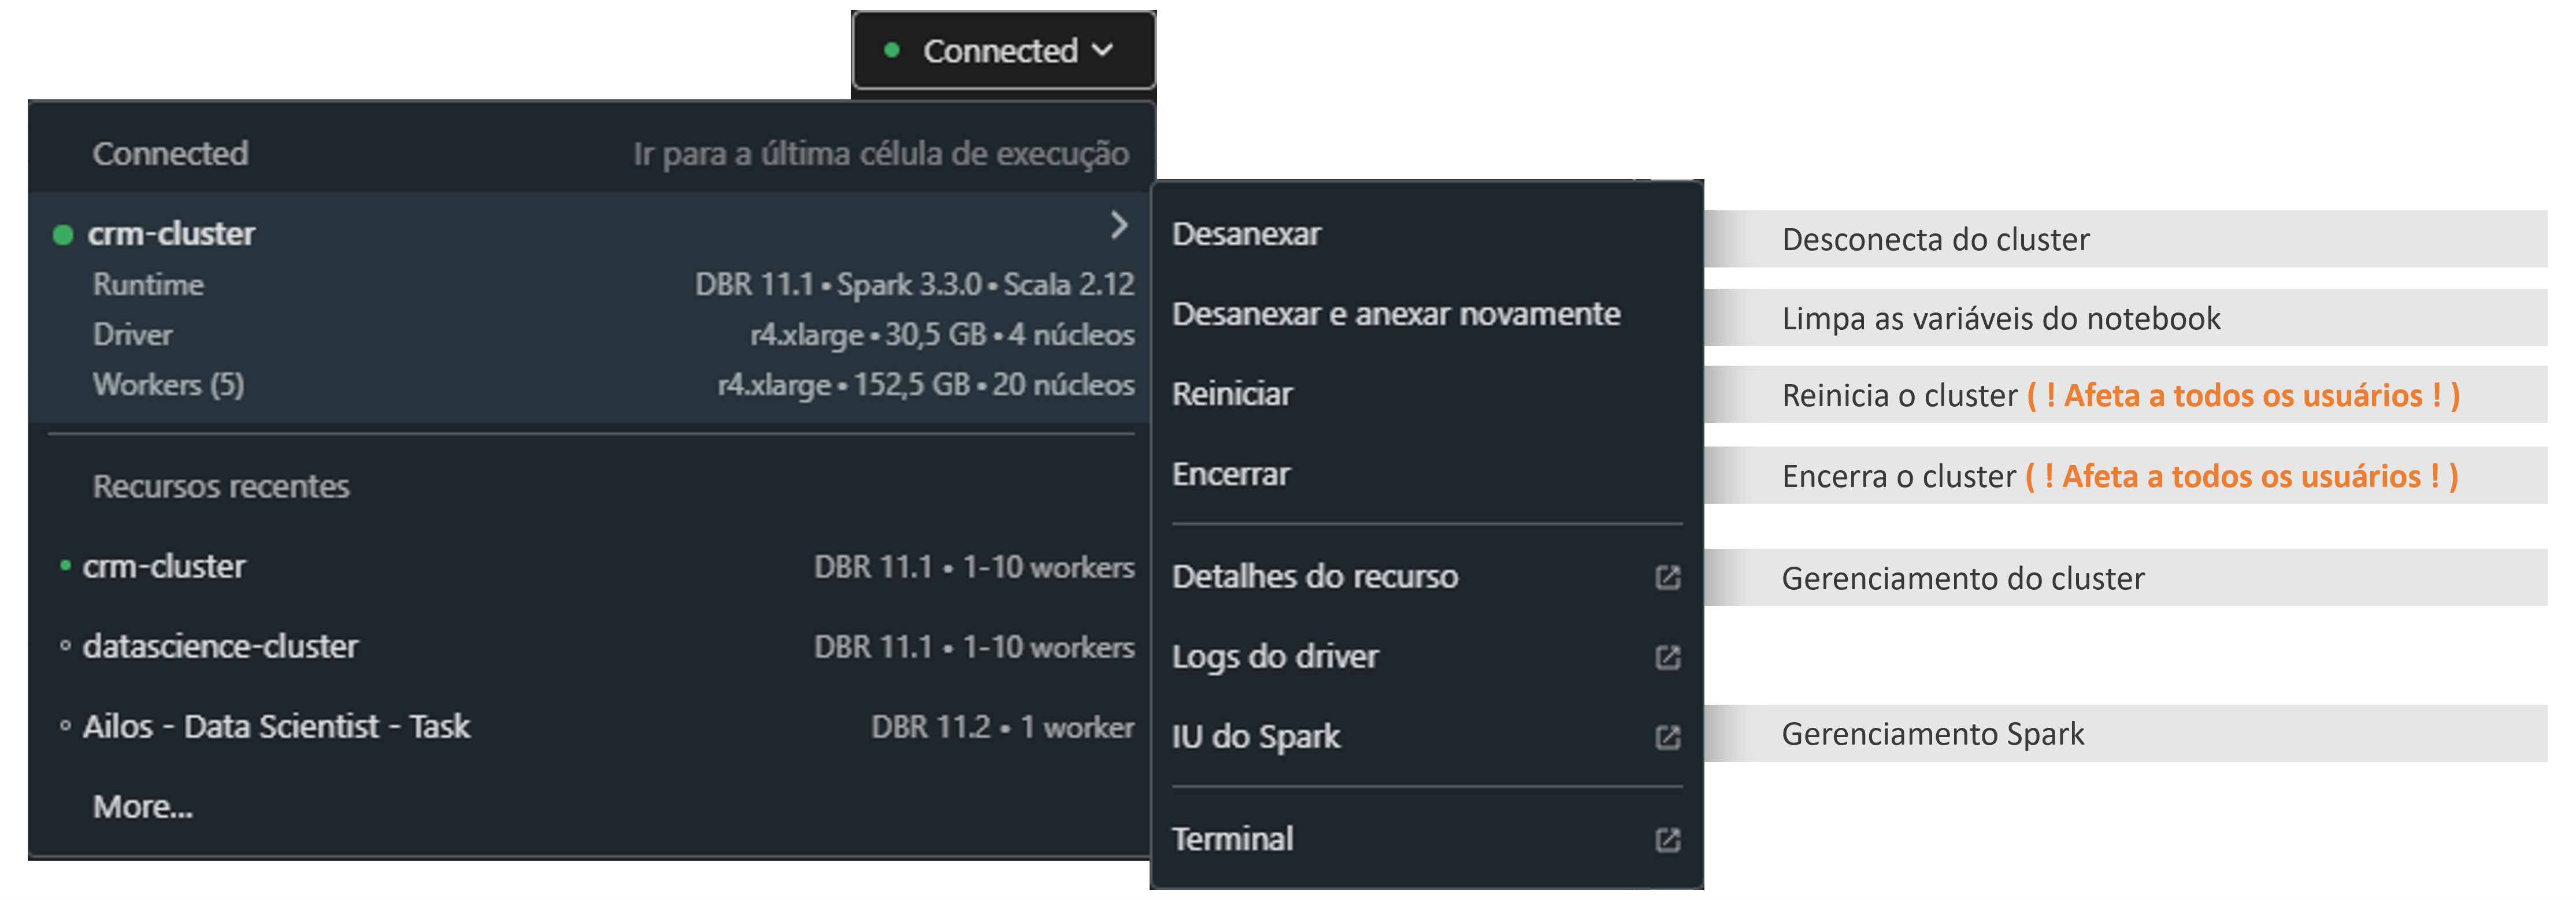 Connected
Connected Ir para a última célula de execução
crm-cluster
Runtime DBR 11.1 • Spark 3.3.0 • Scala 2.12
Driver r4.xlarge • 30,5 GB • 4 núcleos
Workers (5) r4.xlarge • 152,5 GB • 20 núcleos
Recursos recentes
crm-cluster DBR 11.1 • 1-10 workers
datascience-cluster DBR 11.1 • 1-10 workers
Ailos - Data Scientist - Task DBR 11.2 • 1 worker
More...
Desanexar
Desanexar e anexar novamente
Reiniciar
Encerrar
Detalhes do recurso
Logs do driver
IU do Spark
Terminal
Desconecta do cluster
Limpa as variáveis do notebook
Reinicia o cluster ( ! Afeta a todos os usuários ! )
Encerra o cluster ( ! Afeta a todos os usuários ! )
Gerenciamento do cluster
Gerenciamento Spark